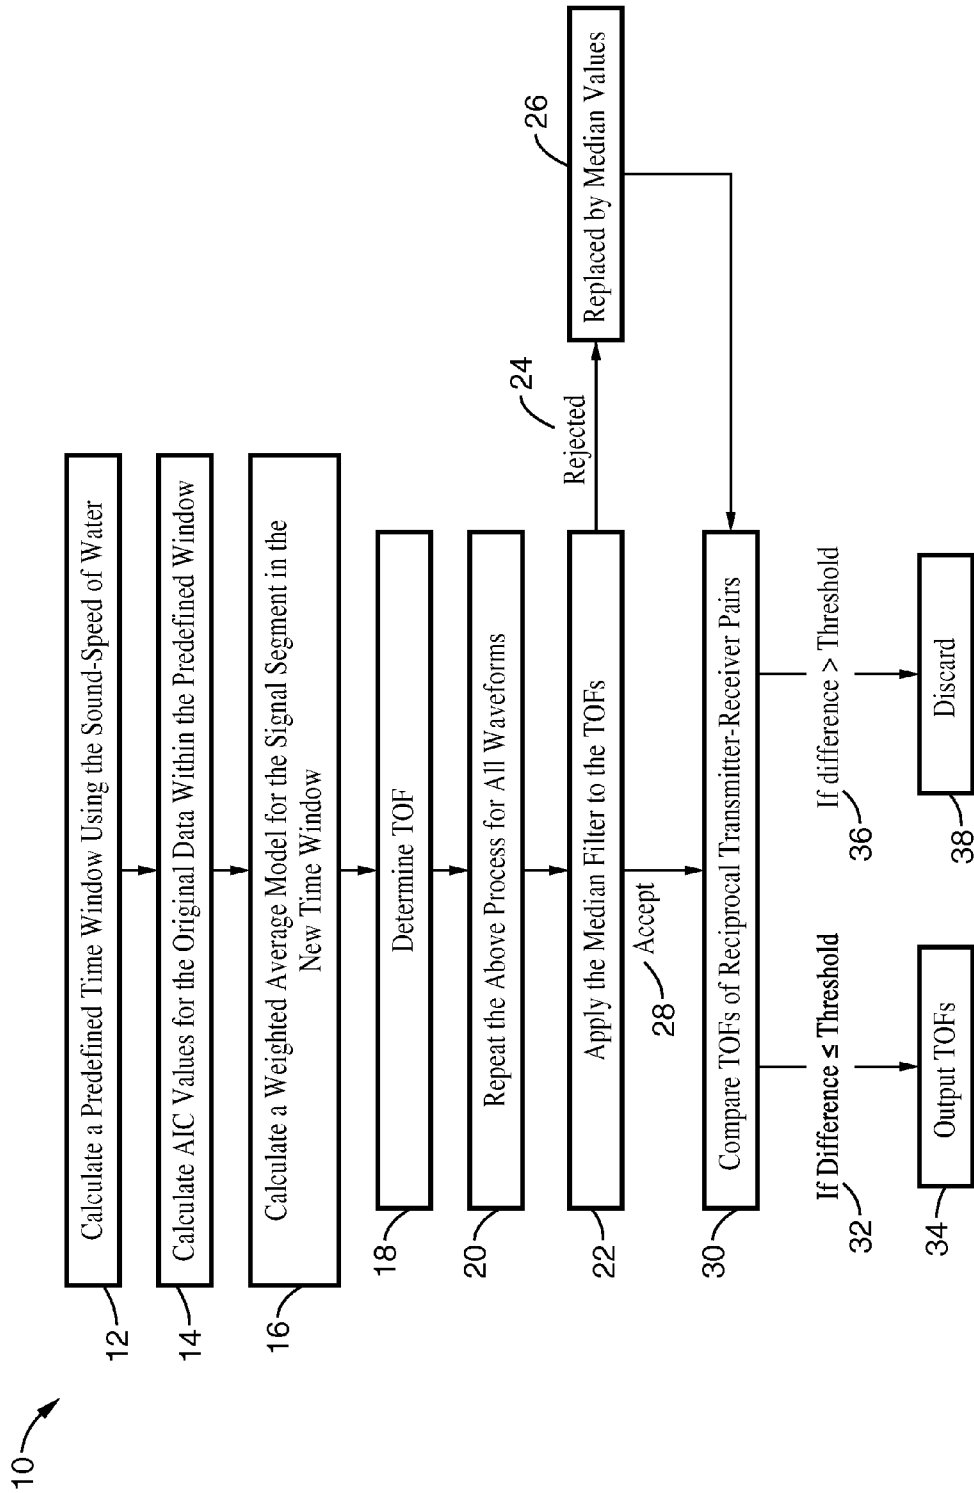 10
12
Calculate a Predefined Time Window Using the Sound-Speed of Water
14
Calculate AIC Values for the Original Data Within the Predefined Window
16
Calculate a Weighted Average Model for the Signal Segment in the
New Time Window
18
Determine TOF
20
Repeat the Above Process for All Waveforms
22
Apply the Median Filter to the TOFs
24
Rejected
26
Replaced by Median Values
28
Accept
30
Compare TOFs of Reciprocal Transmitter-Receiver Pairs
32
If Difference ≤ Threshold
36
If difference > Threshold
34
Output TOFs
38
Discard